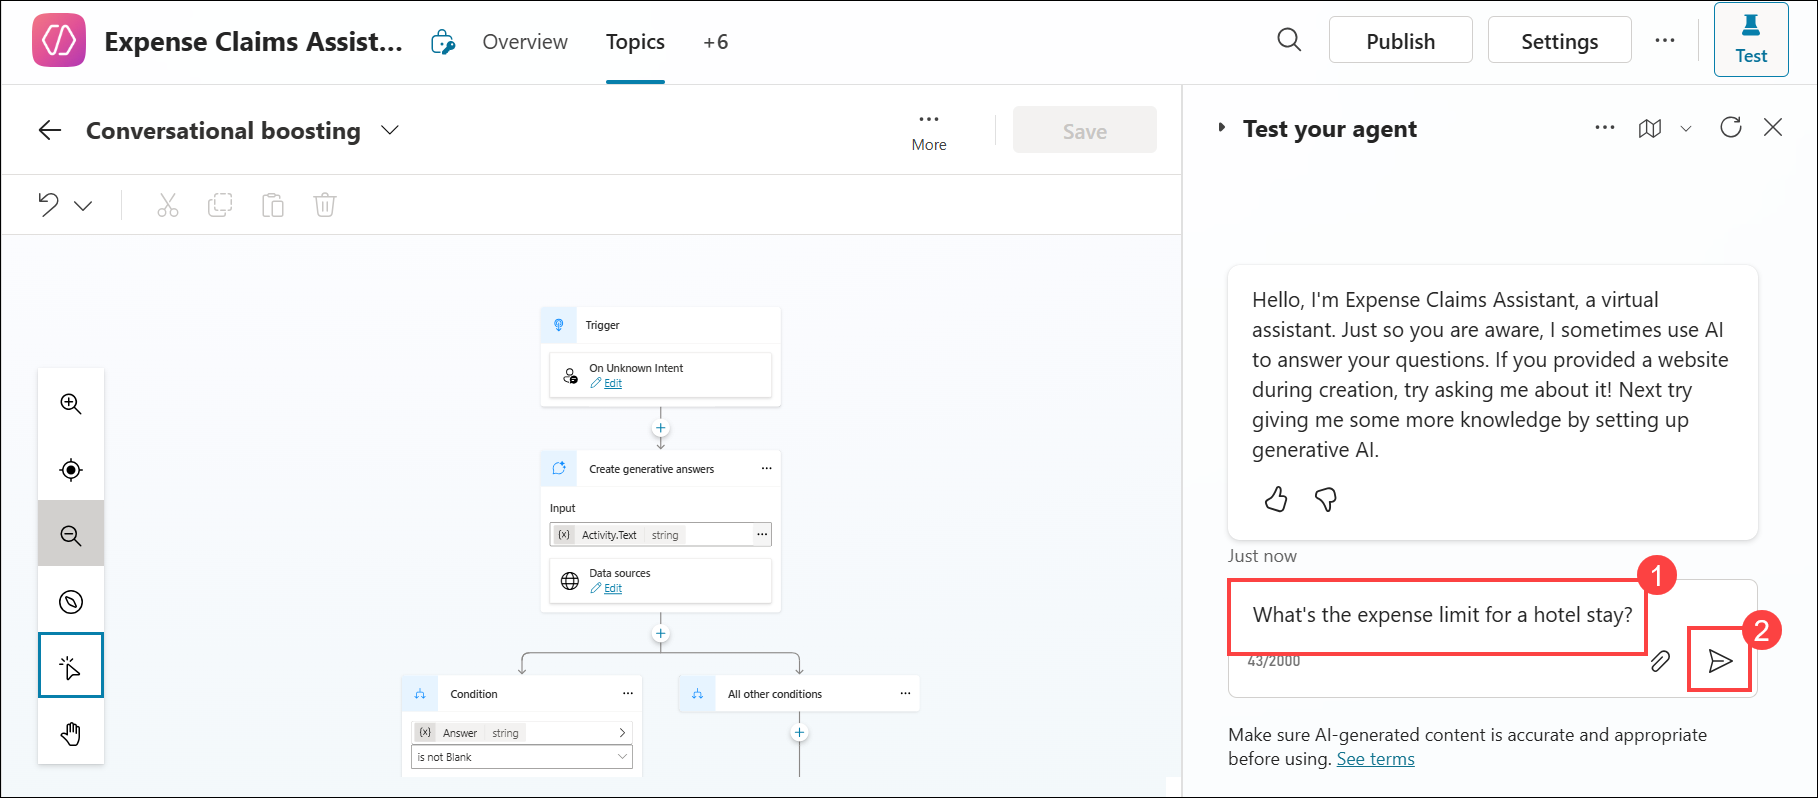 Expense Claims Assist...
Overview
Topics
+6
Publish
Settings
Test
Conversational boosting
More
Save
Test your agent
Trigger
On Unknown Intent
Edit
Create generative answers
Input
(x) Activity.Text string
Data sources
Edit
Condition
All other conditions
(x) Answer string
is not Blank
Hello, I'm Expense Claims Assistant, a virtual
assistant. Just so you are aware, I sometimes use AI
to answer your questions. If you provided a website
during creation, try asking me about it! Next try
giving me some more knowledge by setting up
generative AI.
Just now
1
What's the expense limit for a hotel stay?
2
43/2000
Make sure AI-generated content is accurate and appropriate
before using. See terms